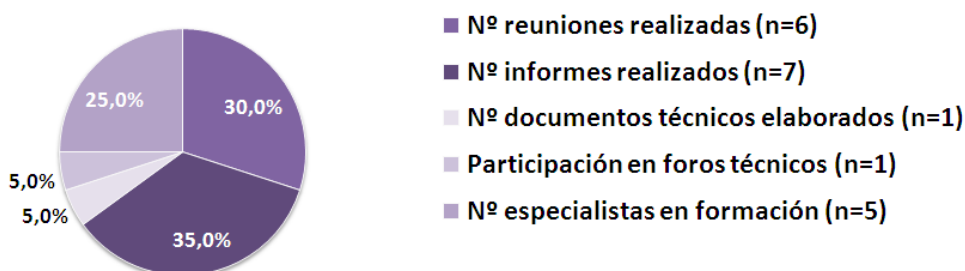 25,0%
30,0%
5,0%
5,0%
35,0%
Nº reuniones realizadas (n=6)
Nº informes realizados (n=7)
Nº documentos técnicos elaborados (n=1)
Participación en foros técnicos (n=1)
Nº especialistas en formación (n=5)